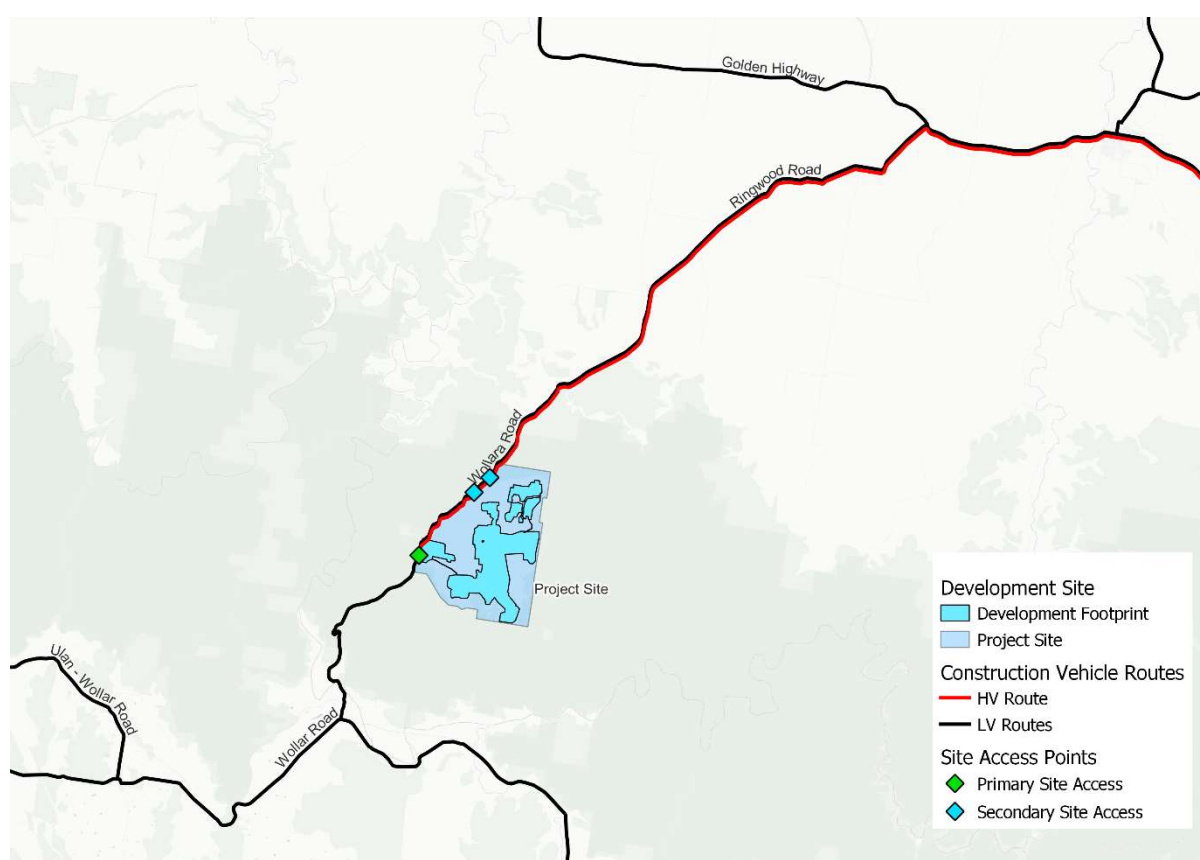 Golden Highway
Ringwood Road
Wollara Road
Project Site
Ulan - Wollar Road
Wollar Road
Development Site
Development Footprint
Project Site
Construction Vehicle Routes
HV Route
LV Routes
Site Access Points
Primary Site Access
Secondary Site Access